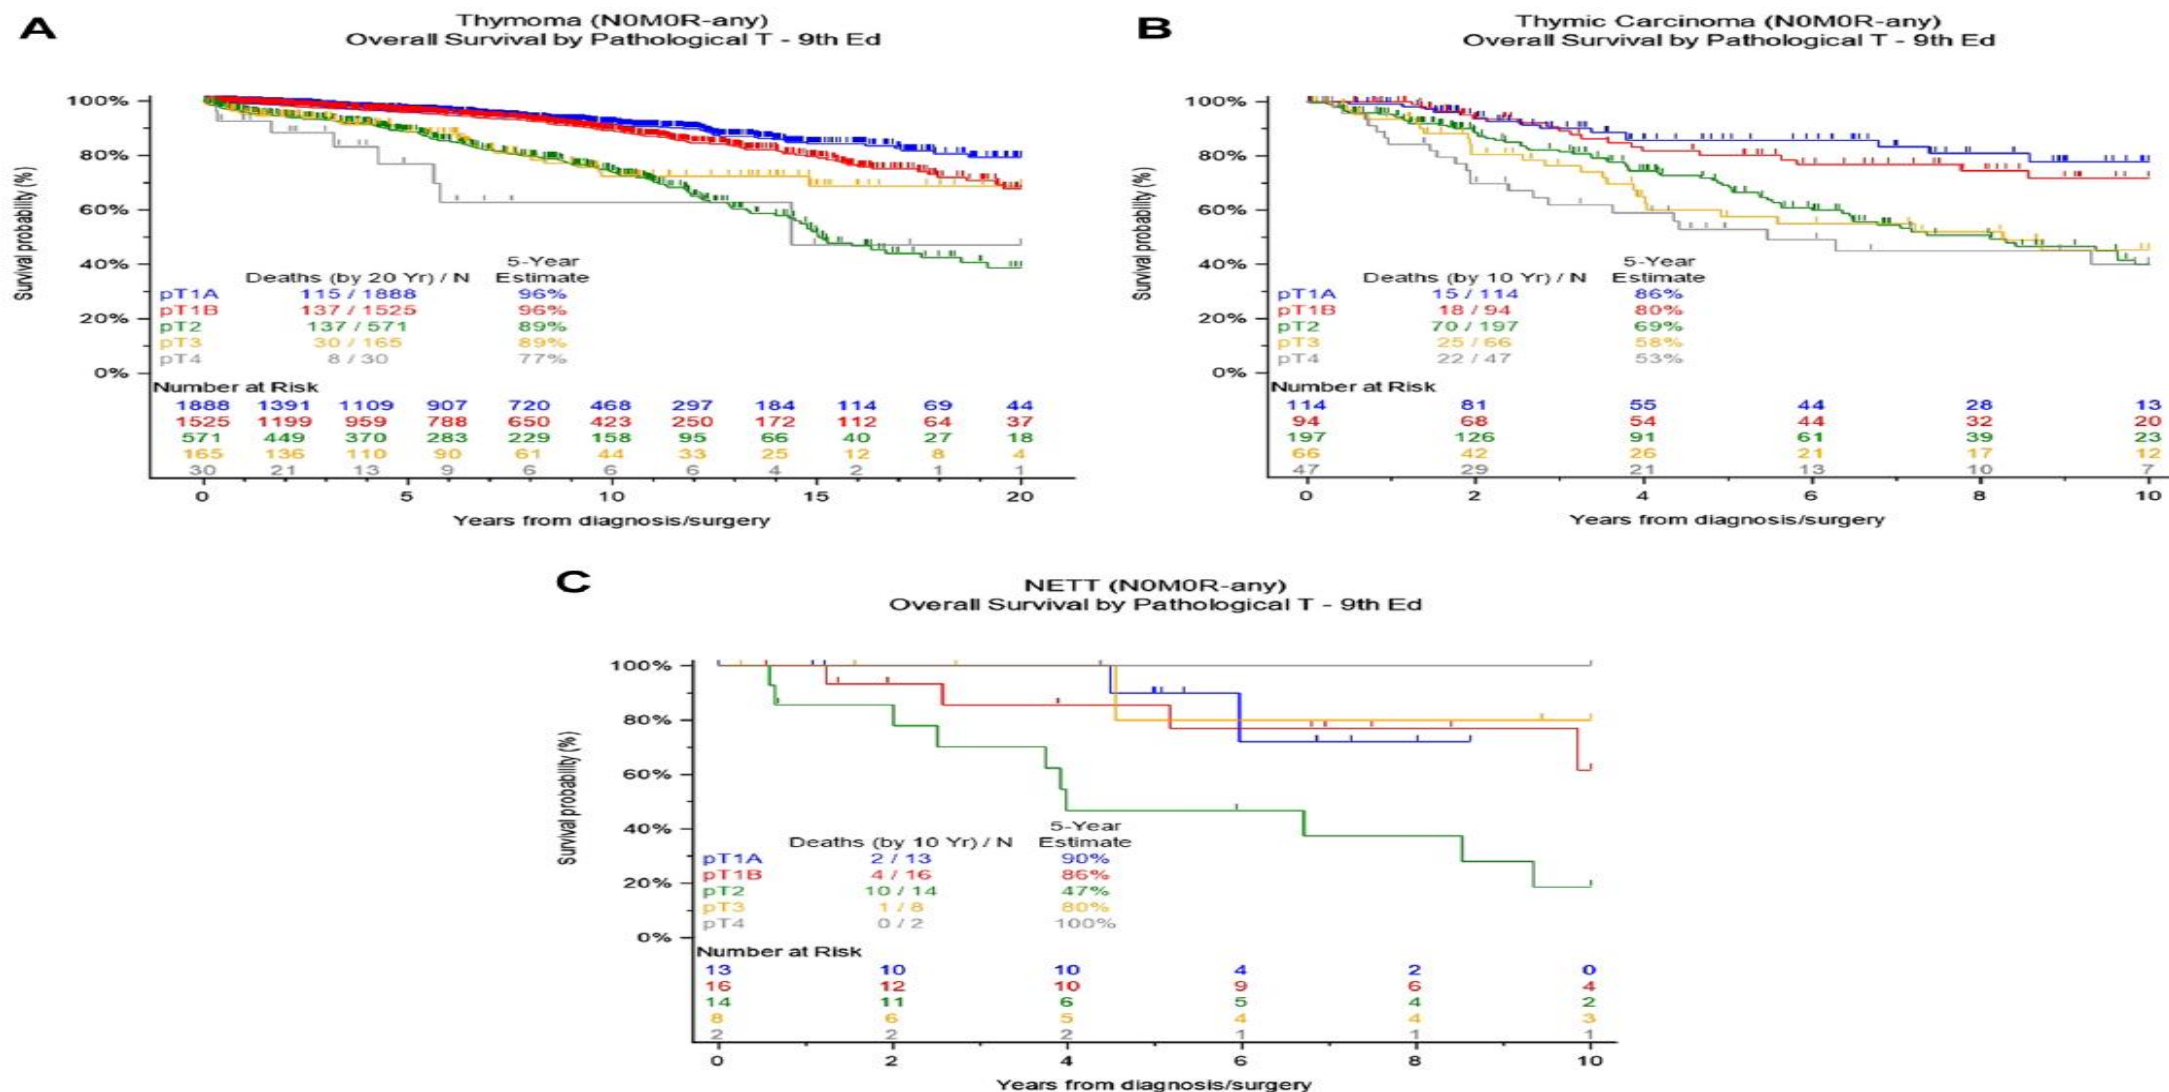 A
Thymoma (N0M0R-any)
Overall Survival by Pathological T - 9th Ed
Survival probability (%)
100%
80%
60%
40%
20%
0%
5-Year
Deaths (by 20 Yr) / N Estimate
pT1A 115 / 1888 96%
pT1B 137 / 1525 96%
pT2 137 / 571 89%
pT3 30 / 165 89%
pT4 8 / 30 77%
Number at Risk
1888 1391 1109 907 720 468 297 184 114 69 44
1525 1199 959 788 650 423 250 172 112 64 37
571 449 370 283 229 158 95 66 40 27 18
165 136 110 90 61 44 33 25 12 8 4
30 21 13 9 6 6 6 4 2 1 1
0 5 10 15 20
Years from diagnosis/surgery
B
Thymic Carcinoma (N0M0R-any)
Overall Survival by Pathological T - 9th Ed
Survival probability (%)
100%
80%
60%
40%
20%
0%
5-Year
Deaths (by 10 Yr) / N Estimate
pT1A 15 / 114 86%
pT1B 18 / 94 80%
pT2 70 / 197 69%
pT3 25 / 66 58%
pT4 22 / 47 53%
Number at Risk
114 81 55 44 28 13
94 68 54 44 32 20
197 126 91 61 39 23
66 42 26 21 17 12
47 29 21 13 10 7
0 2 4 6 8 10
Years from diagnosis/surgery
C
NETT (N0M0R-any)
Overall Survival by Pathological T - 9th Ed
Survival probability (%)
100%
80%
60%
40%
20%
0%
5-Year
Deaths (by 10 Yr) / N Estimate
pT1A 2 / 13 90%
pT1B 4 / 16 86%
pT2 10 / 14 47%
pT3 1 / 8 80%
pT4 0 / 2 100%
Number at Risk
13 10 10 4 2 0
16 12 10 9 6 4
14 11 6 5 4 2
8 6 5 4 4 3
2 2 2 1 1 1
0 2 4 6 8 10
Years from diagnosis/surgery